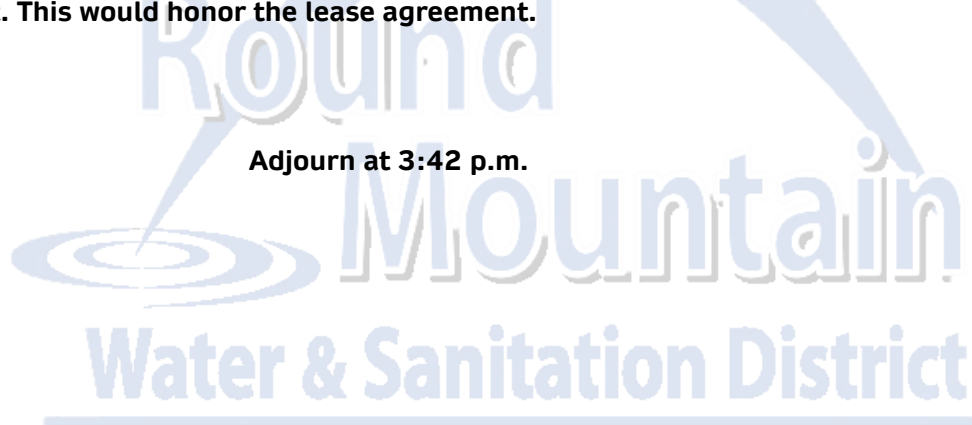 . This would honor the lease agreement.
Round
Adjourn at 3:42 p.m.
Mountain
Water & Sanitation District